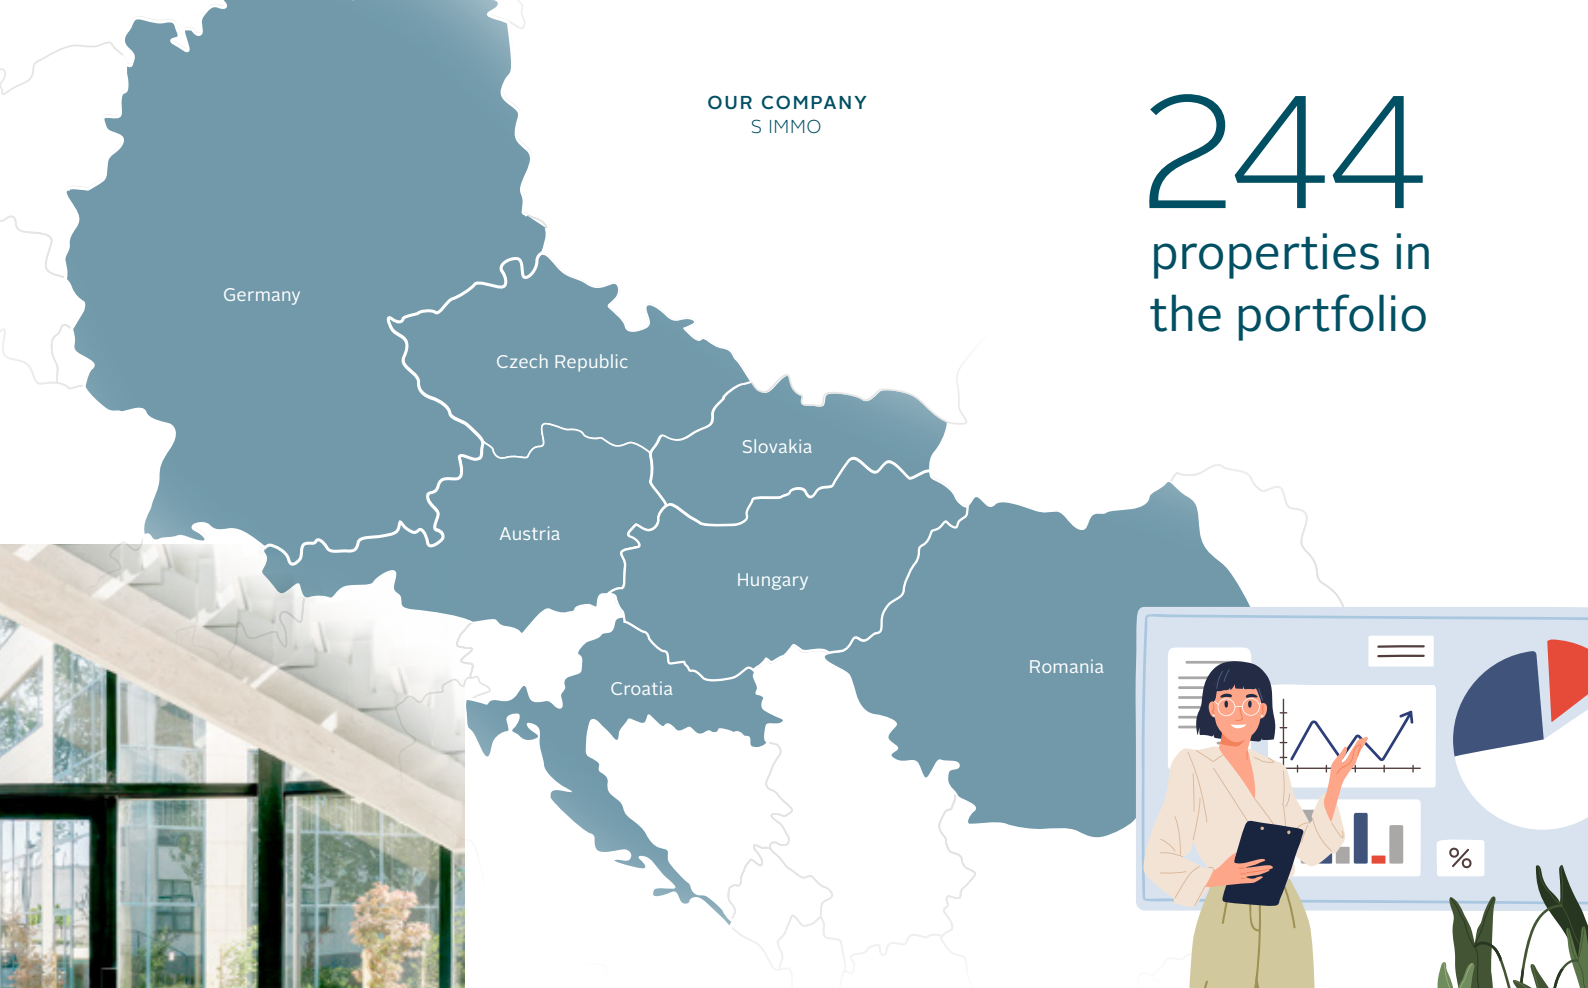 OUR COMPANY
S IMMO
244
properties in
the portfolio
Germany
Czech Republic
Slovakia
Austria
Hungary
Romania
Croatia
%